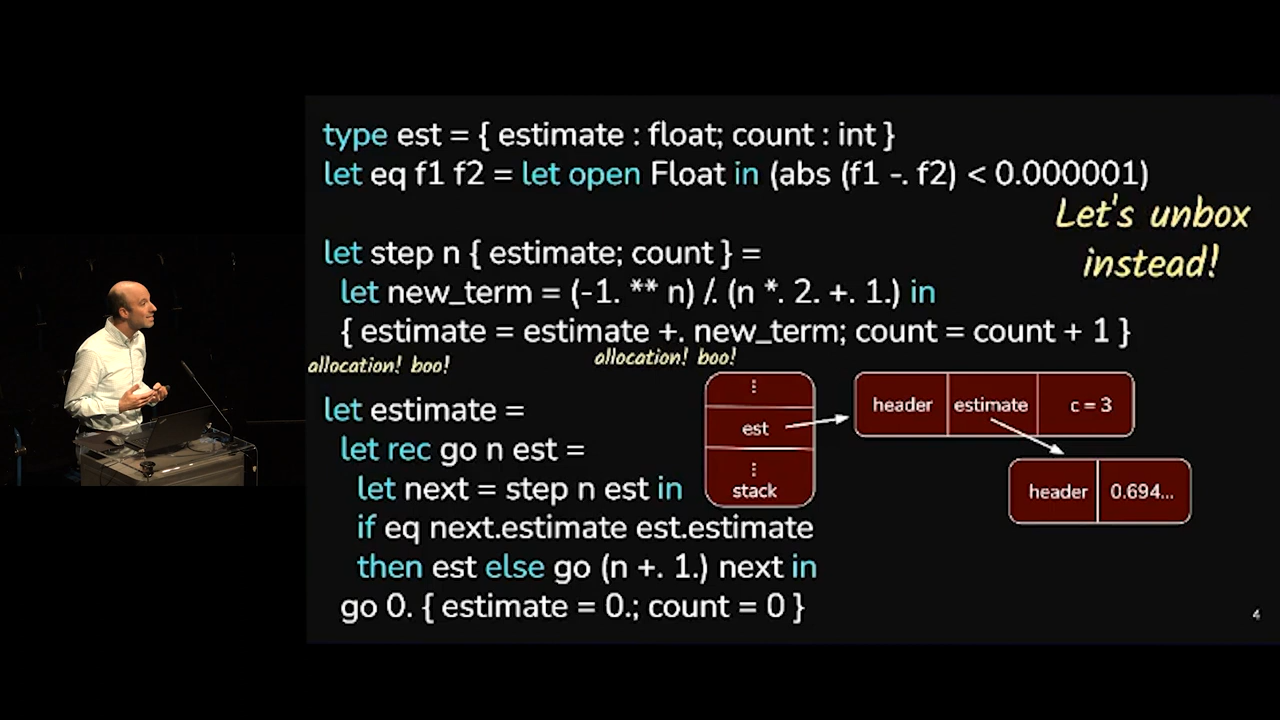 type est = { estimate : float; count : int }
let eq f1 f2 = let open Float in (abs (f1 -. f2) < 0.000001)
Let's unbox
instead!
let step n { estimate; count } =
let new_term = (-1. ** n) /. (n *. 2. +. 1.) in
{ estimate = estimate +. new_term; count = count + 1 }
allocation! boo!
allocation! boo!
let estimate =
let rec go n est =
let next = step n est in
if eq next.estimate est.estimate
then est else go (n +. 1.) next in
go 0. { estimate = 0.; count = 0 }
⋮
est
⋮
stack
header estimate c = 3
header 0.694...
4